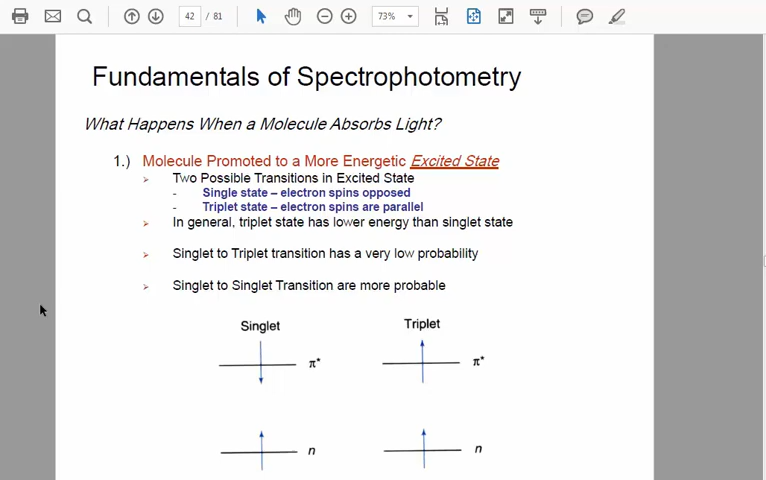 42 / 81
73%
Fundamentals of Spectrophotometry
What Happens When a Molecule Absorbs Light?
1.) Molecule Promoted to a More Energetic Excited State
➢ Two Possible Transitions in Excited State
- Single state – electron spins opposed
- Triplet state – electron spins are parallel
➢ In general, triplet state has lower energy than singlet state
➢ Singlet to Triplet transition has a very low probability
➢ Singlet to Singlet Transition are more probable
Singlet Triplet
π* π*
n n